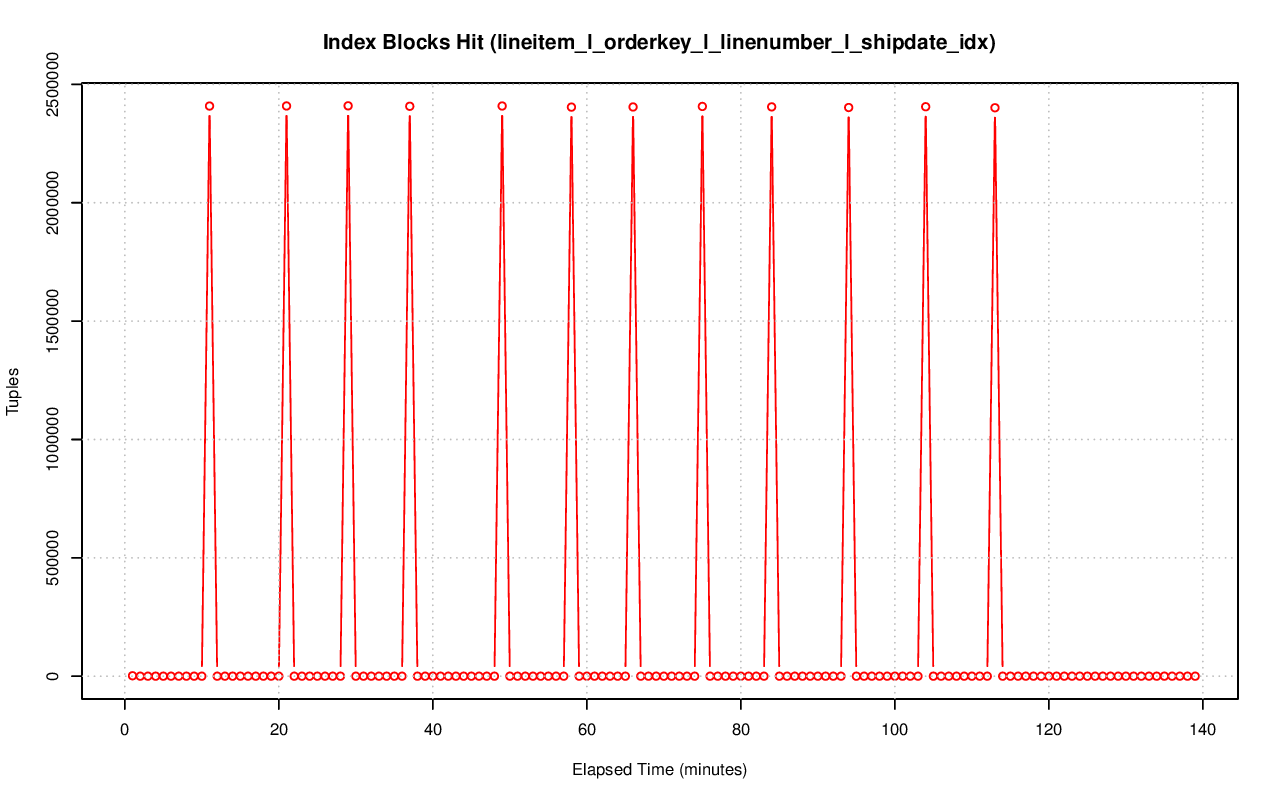 Index Blocks Hit (lineitem_l_orderkey_l_linenumber_l_shipdate_idx)
Tuples
2500000
2000000
1500000
1000000
500000
0
0 20 40 60 80 100 120 140
Elapsed Time (minutes)